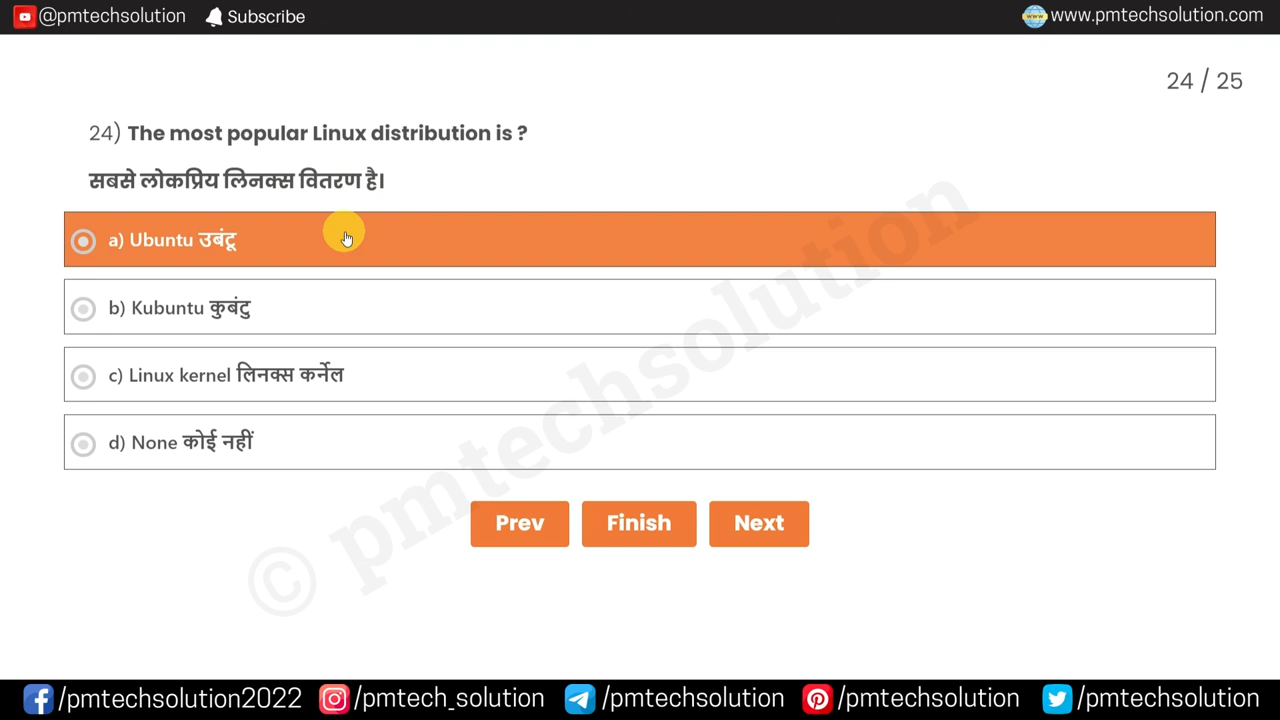 @pmtechsolution Subscribe www.pmtechsolution.com
24 / 25
24) The most popular Linux distribution is ?
सबसे लोकप्रिय लिनक्स वितरण है।
a) Ubuntu उबंटू
b) Kubuntu कुबंटु
c) Linux kernel लिनक्स कर्नेल
d) None कोई नहीं
Prev Finish Next
© pmtechsolution
/pmtechsolution2022 /pmtech_solution /pmtechsolution /pmtechsolution /pmtechsolution